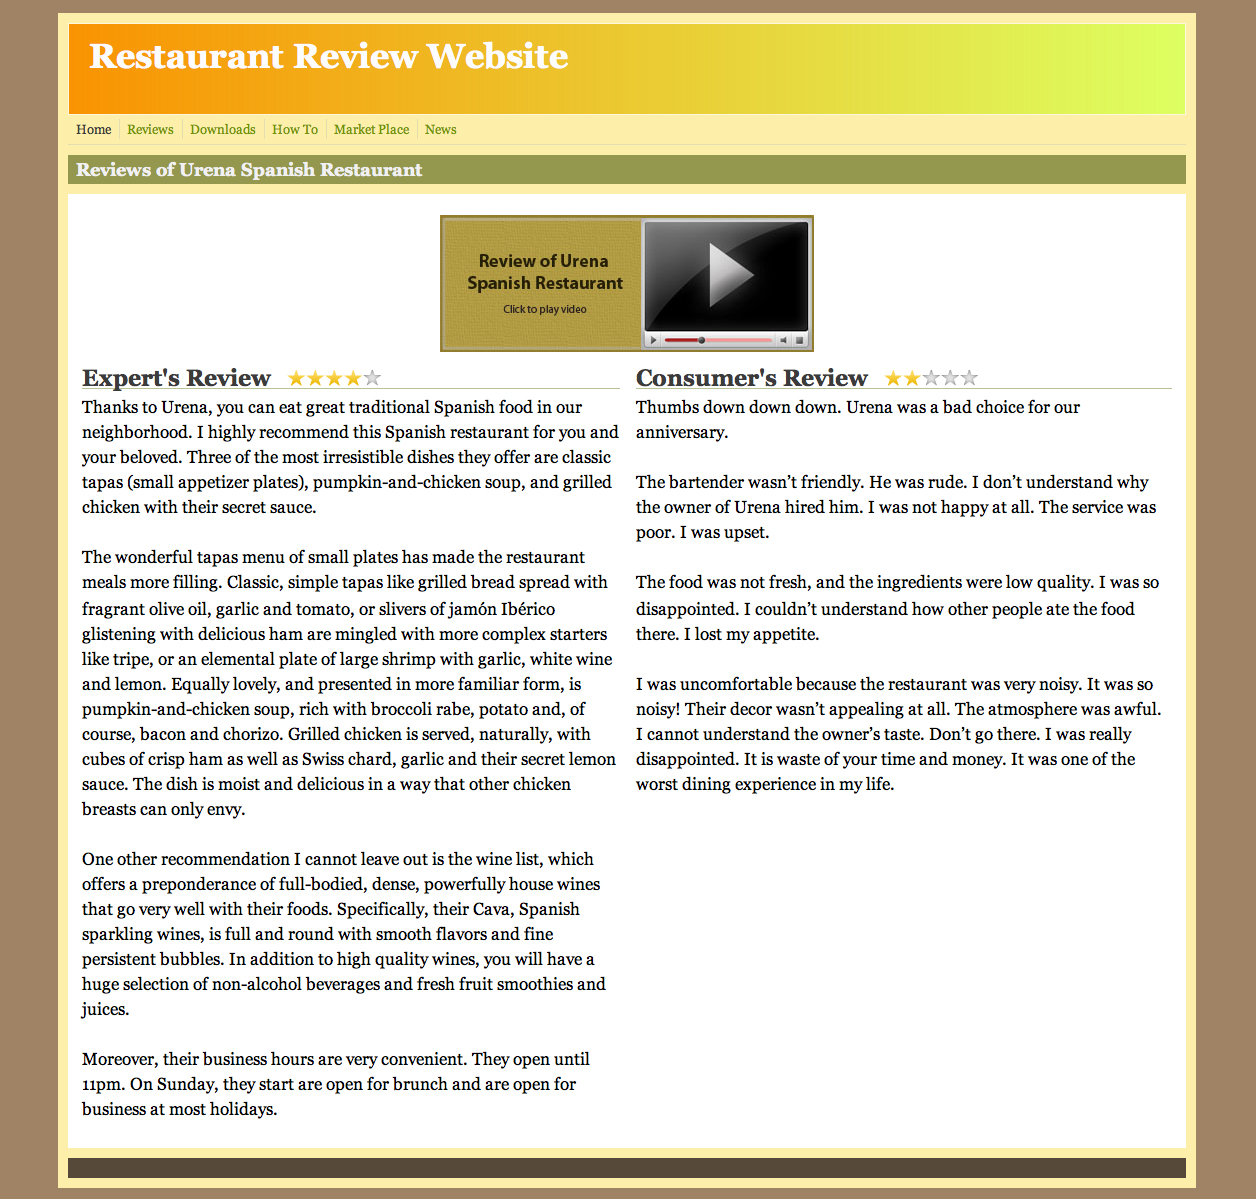 Restaurant Review Website
Home Reviews Downloads How To Market Place News
Reviews of Urena Spanish Restaurant
Review of Urena
Spanish Restaurant
Click to play video
Expert's Review
Thanks to Urena, you can eat great traditional Spanish food in our
neighborhood. I highly recommend this Spanish restaurant for you and
your beloved. Three of the most irresistible dishes they offer are classic
tapas (small appetizer plates), pumpkin-and-chicken soup, and grilled
chicken with their secret sauce.
The wonderful tapas menu of small plates has made the restaurant
meals more filling. Classic, simple tapas like grilled bread spread with
fragrant olive oil, garlic and tomato, or slivers of jamón Ibérico
glistening with delicious ham are mingled with more complex starters
like tripe, or an elemental plate of large shrimp with garlic, white wine
and lemon. Equally lovely, and presented in more familiar form, is
pumpkin-and-chicken soup, rich with broccoli rabe, potato and, of
course, bacon and chorizo. Grilled chicken is served, naturally, with
cubes of crisp ham as well as Swiss chard, garlic and their secret lemon
sauce. The dish is moist and delicious in a way that other chicken
breasts can only envy.
One other recommendation I cannot leave out is the wine list, which
offers a preponderance of full-bodied, dense, powerfully house wines
that go very well with their foods. Specifically, their Cava, Spanish
sparkling wines, is full and round with smooth flavors and fine
persistent bubbles. In addition to high quality wines, you will have a
huge selection of non-alcohol beverages and fresh fruit smoothies and
juices.
Moreover, their business hours are very convenient. They open until
11pm. On Sunday, they start are open for brunch and are open for
business at most holidays.
Consumer's Review
Thumbs down down down. Urena was a bad choice for our
anniversary.
The bartender wasn’t friendly. He was rude. I don’t understand why
the owner of Urena hired him. I was not happy at all. The service was
poor. I was upset.
The food was not fresh, and the ingredients were low quality. I was so
disappointed. I couldn’t understand how other people ate the food
there. I lost my appetite.
I was uncomfortable because the restaurant was very noisy. It was so
noisy! Their decor wasn’t appealing at all. The atmosphere was awful.
I cannot understand the owner’s taste. Don’t go there. I was really
disappointed. It is waste of your time and money. It was one of the
worst dining experience in my life.